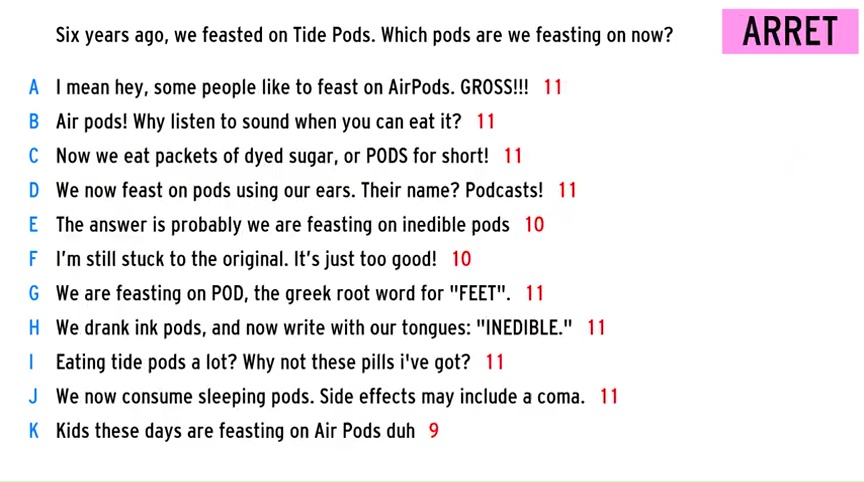 Six years ago, we feasted on Tide Pods. Which pods are we feasting on now?
ARRET
A I mean hey, some people like to feast on AirPods. GROSS!!! 11
B Air pods! Why listen to sound when you can eat it? 11
C Now we eat packets of dyed sugar, or PODS for short! 11
D We now feast on pods using our ears. Their name? Podcasts! 11
E The answer is probably we are feasting on inedible pods 10
F I'm still stuck to the original. It's just too good! 10
G We are feasting on POD, the greek root word for "FEET". 11
H We drank ink pods, and now write with our tongues: "INEDIBLE." 11
I Eating tide pods a lot? Why not these pills i've got? 11
J We now consume sleeping pods. Side effects may include a coma. 11
K Kids these days are feasting on Air Pods duh 9